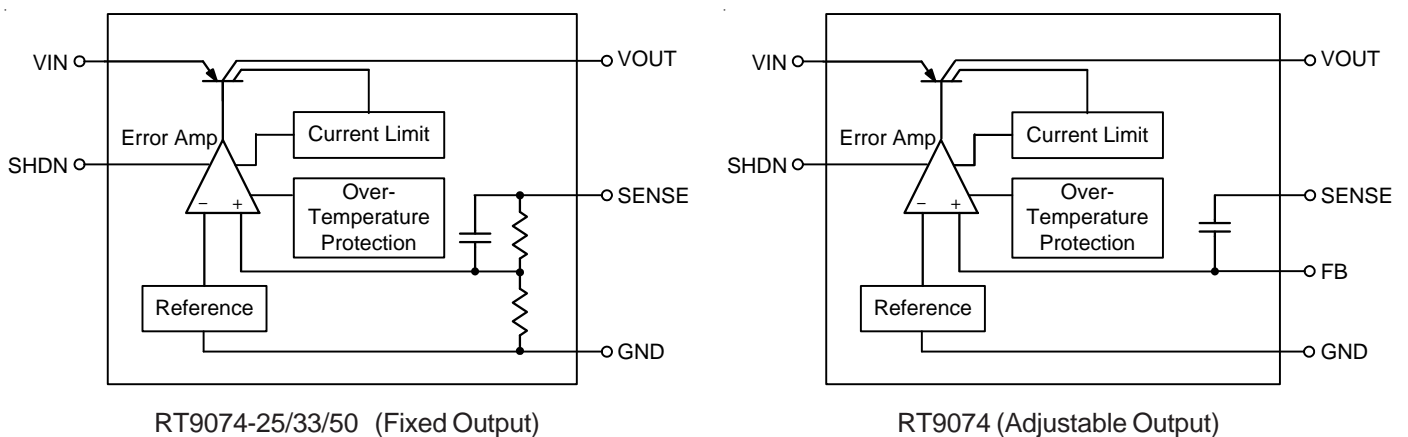 VIN
VOUT
Error Amp
Current Limit
SHDN
Over-
Temperature
Protection
SENSE
− +
Reference
GND
RT9074-25/33/50 (Fixed Output)
VIN
VOUT
Error Amp
Current Limit
SHDN
Over-
Temperature
Protection
SENSE
− +
FB
Reference
GND
RT9074 (Adjustable Output)